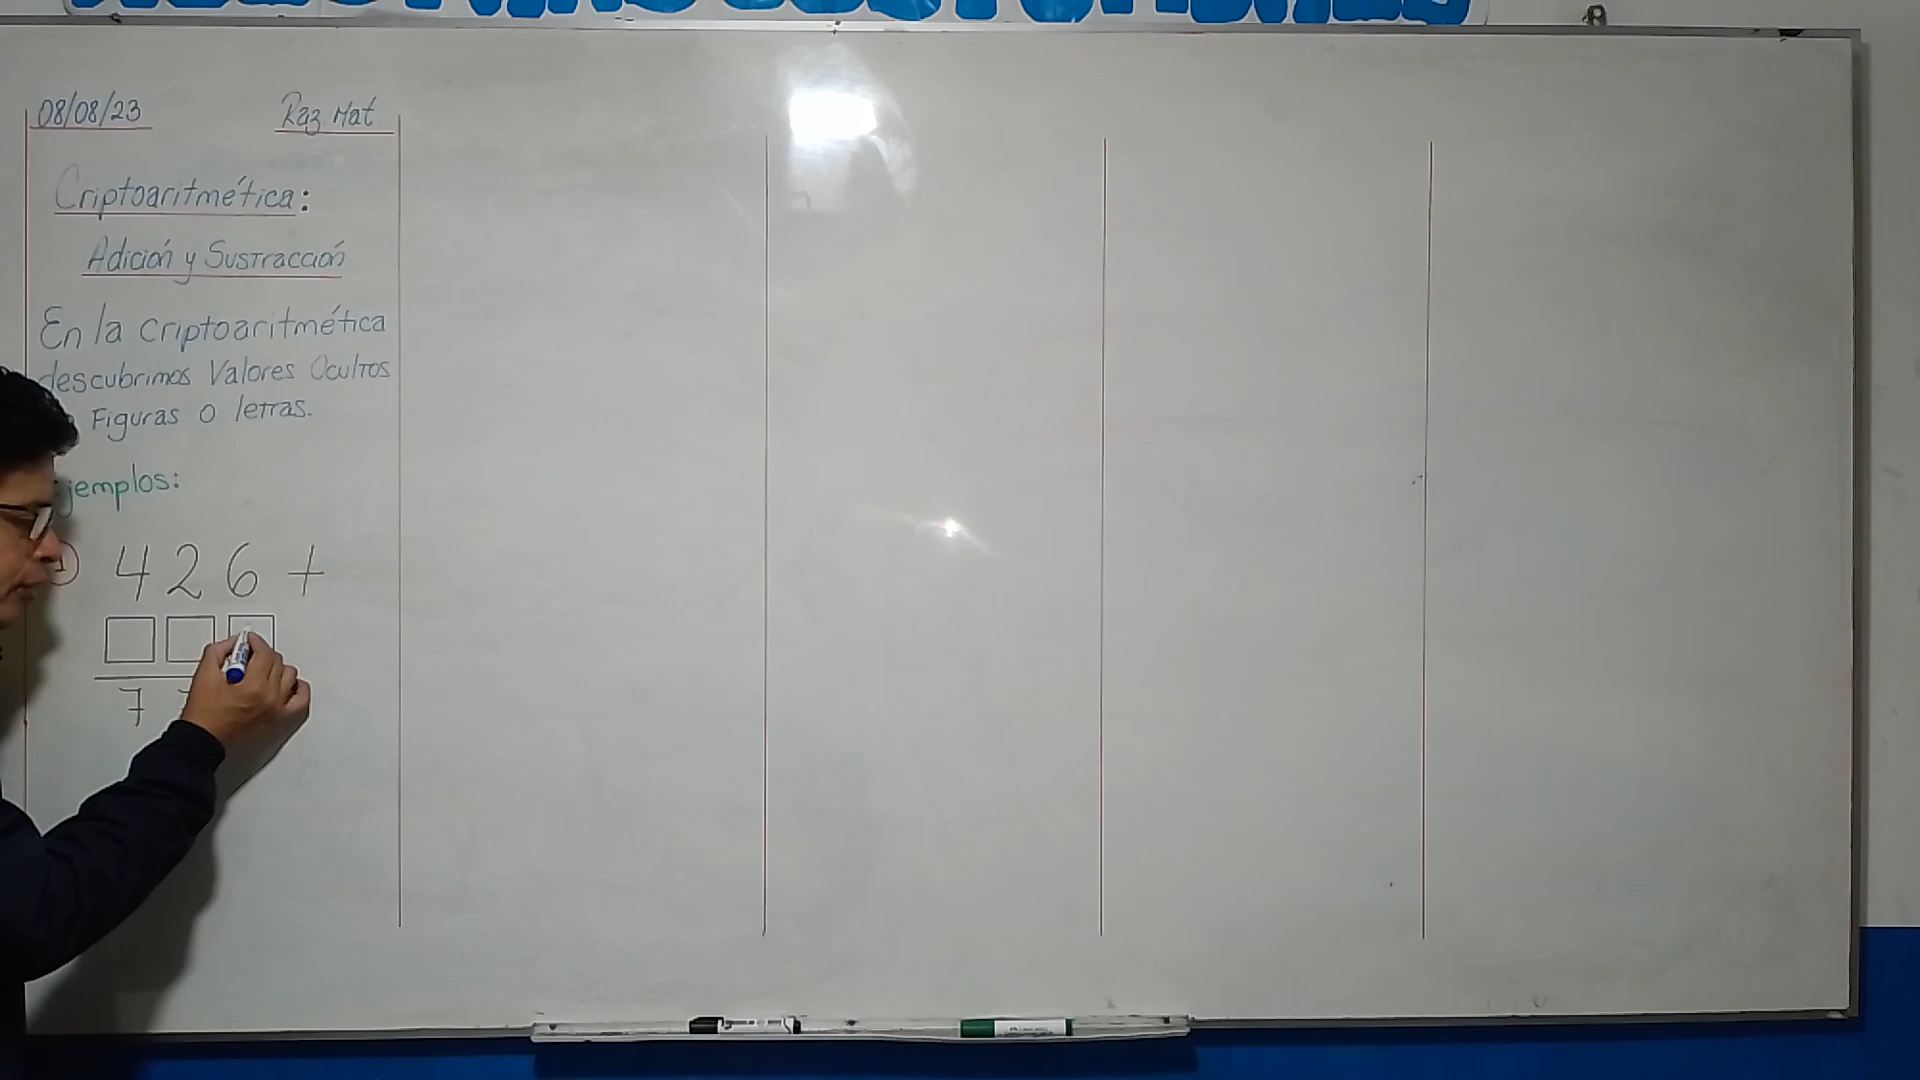 08/08/23 Raz. Mat
Criptoaritmética:
Adición y Sustracción
En la criptoaritmética
descubrimos Valores Ocultos
Figuras o letras.
jemplos:
1 426 +
7